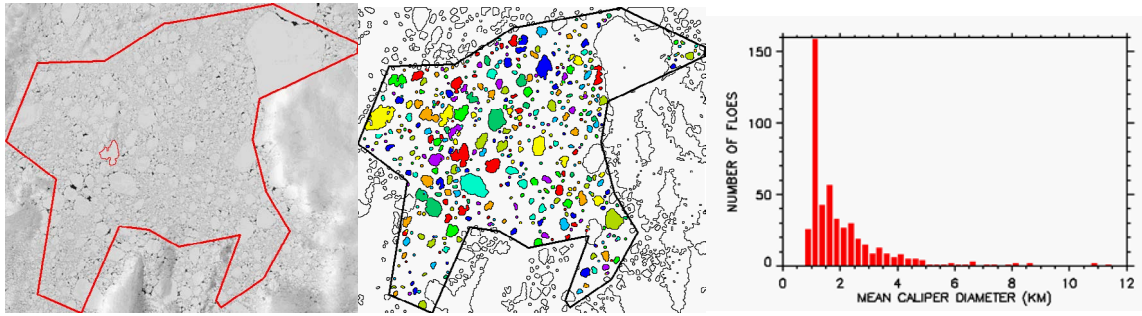 150
100
50
0
NUMBER OF FLOES
0 2 4 6 8 10 12
MEAN CALIPER DIAMETER (KM)